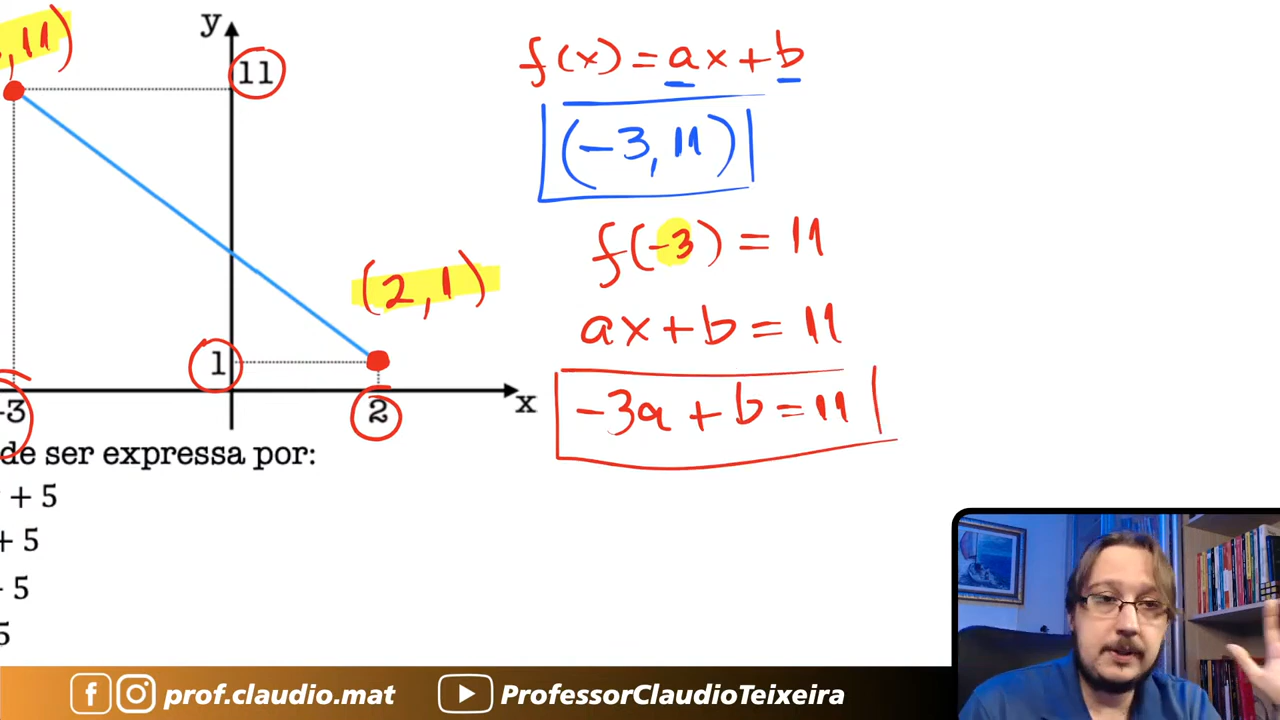 , 11)
y
11
(2, 1)
1
-3
2
x
de ser expressa por:
+ 5
+ 5
- 5
5
f(x) = ax + b
(-3, 11)
f(-3) = 11
ax + b = 11
-3a + b = 11
prof.claudio.mat
ProfessorClaudioTeixeira